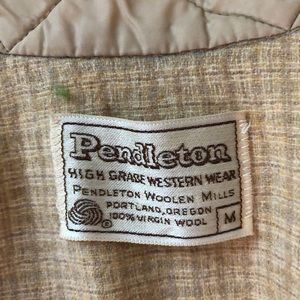 Pendleton
HIGH GRADE WESTERN WEAR
PENDLETON WOOLEN MILLS
PORTLAND, OREGON
100% VIRGIN WOOL
M